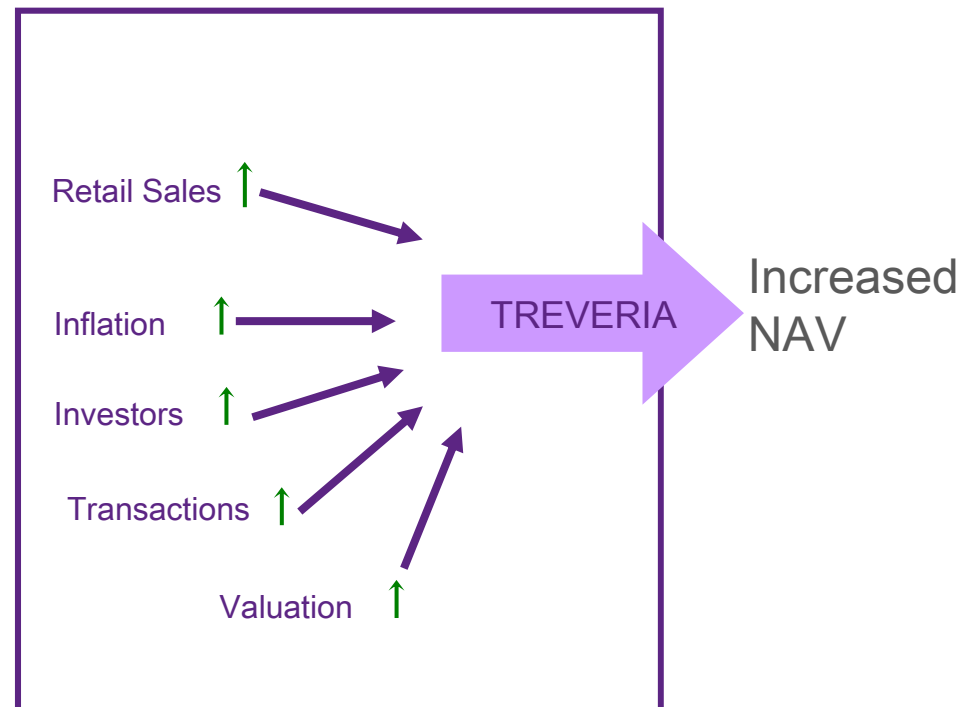 Retail Sales ↑
Inflation ↑
TREVERIA
Increased
NAV
Investors ↑
Transactions ↑
Valuation ↑